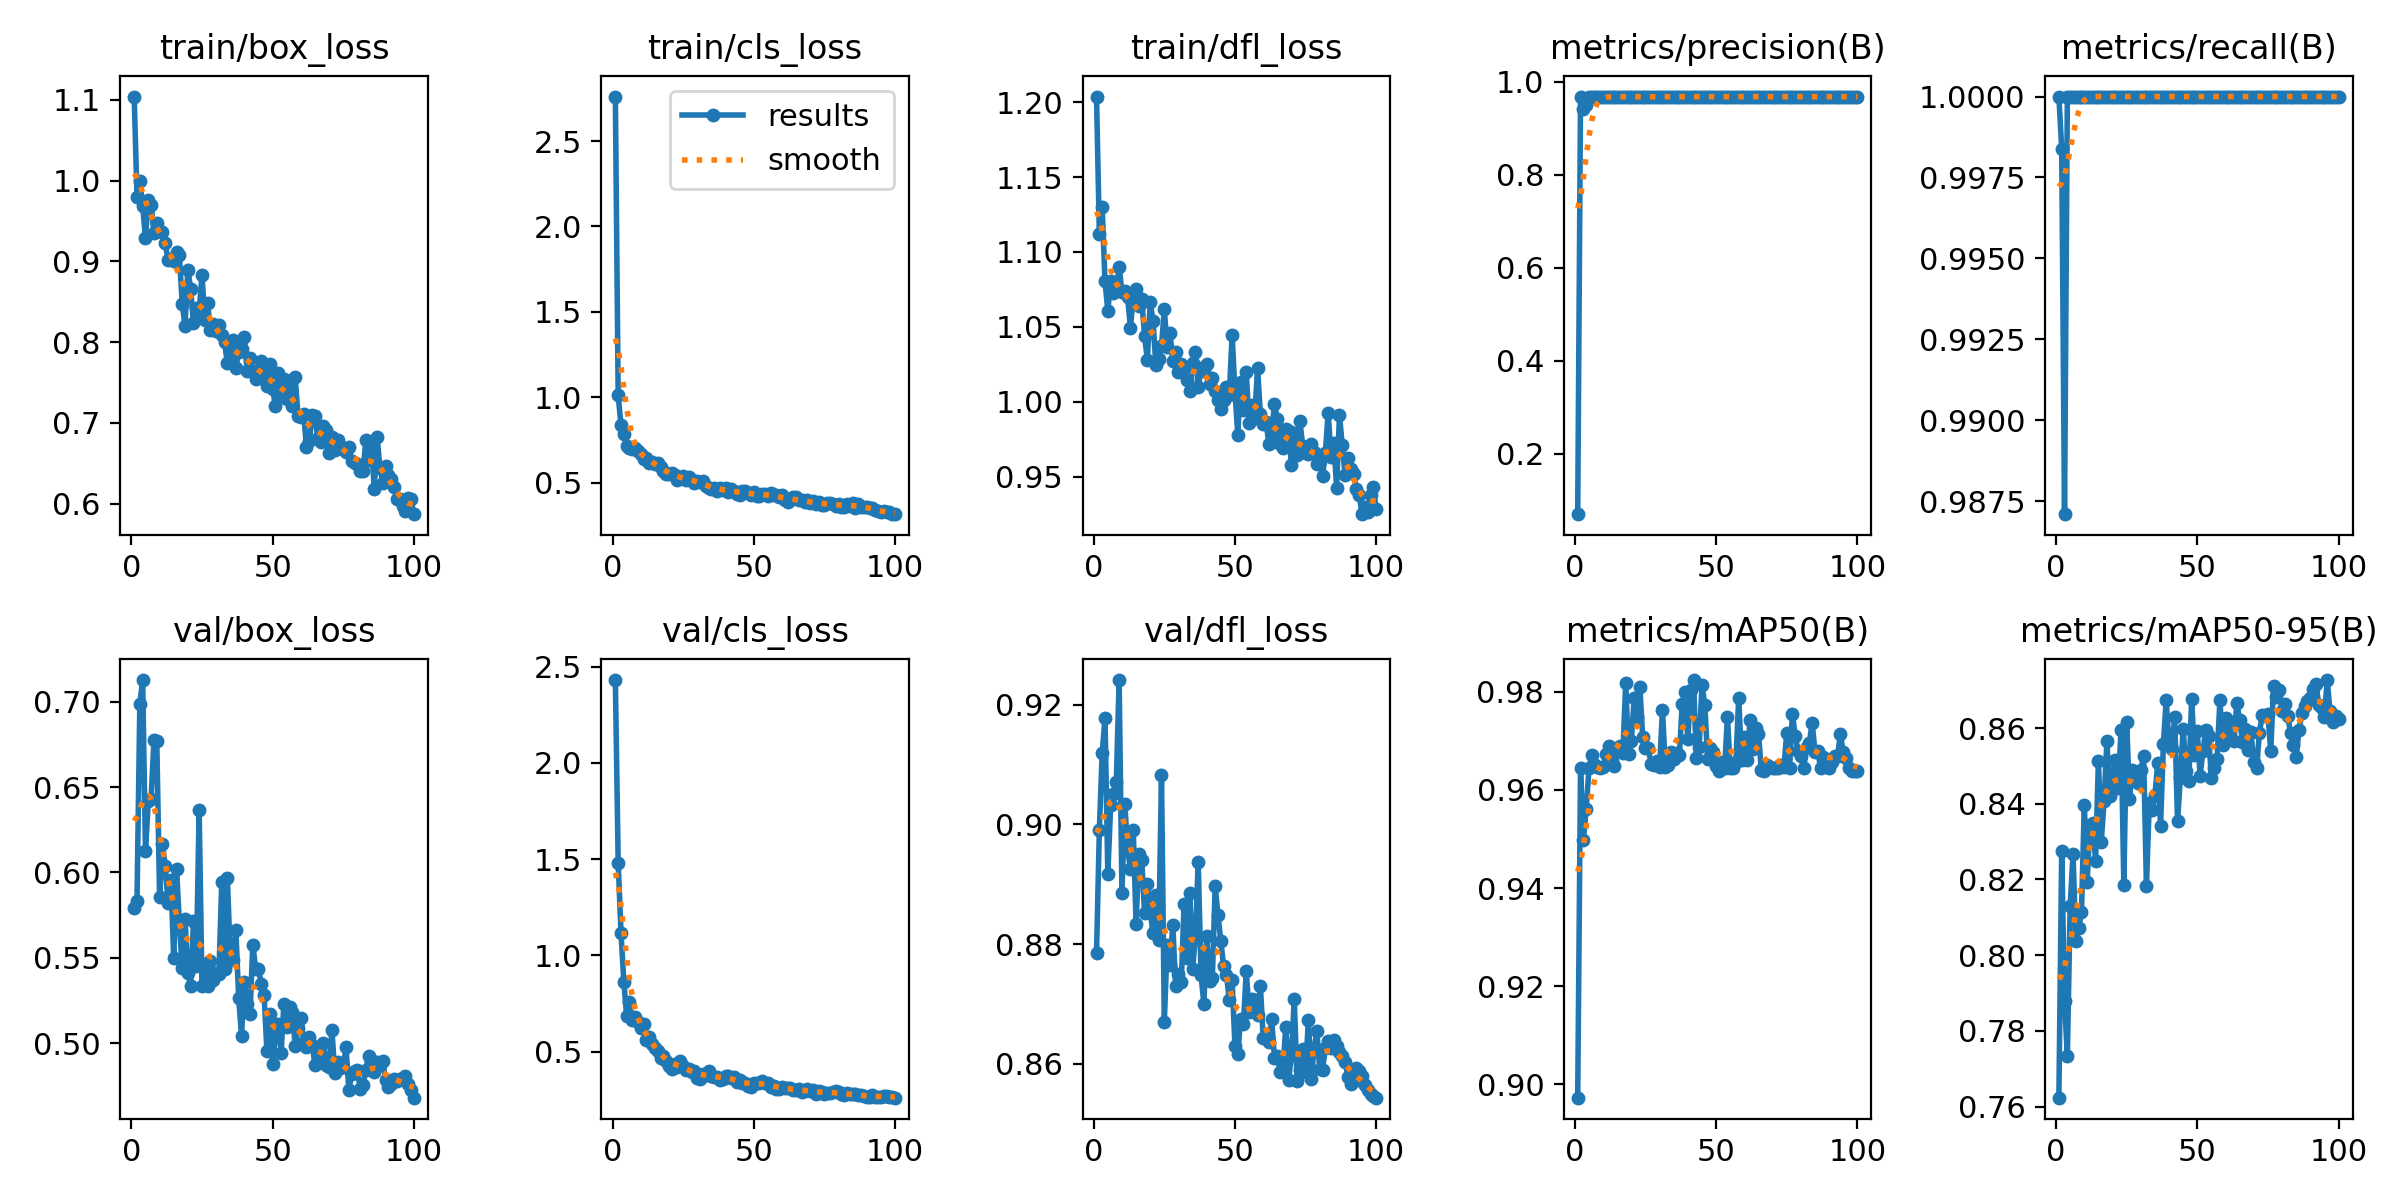 train/box_loss
1.1
1.0
0.9
0.8
0.7
0.6
0 50 100
train/cls_loss
results
smooth
2.5
2.0
1.5
1.0
0.5
0 50 100
train/dfl_loss
1.20
1.15
1.10
1.05
1.00
0.95
0 50 100
metrics/precision(B)
1.0
0.8
0.6
0.4
0.2
0 50 100
metrics/recall(B)
1.0000
0.9975
0.9950
0.9925
0.9900
0.9875
0 50 100
val/box_loss
0.70
0.65
0.60
0.55
0.50
0 50 100
val/cls_loss
2.5
2.0
1.5
1.0
0.5
0 50 100
val/dfl_loss
0.92
0.90
0.88
0.86
0 50 100
metrics/mAP50(B)
0.98
0.96
0.94
0.92
0.90
0 50 100
metrics/mAP50-95(B)
0.86
0.84
0.82
0.80
0.78
0.76
0 50 100